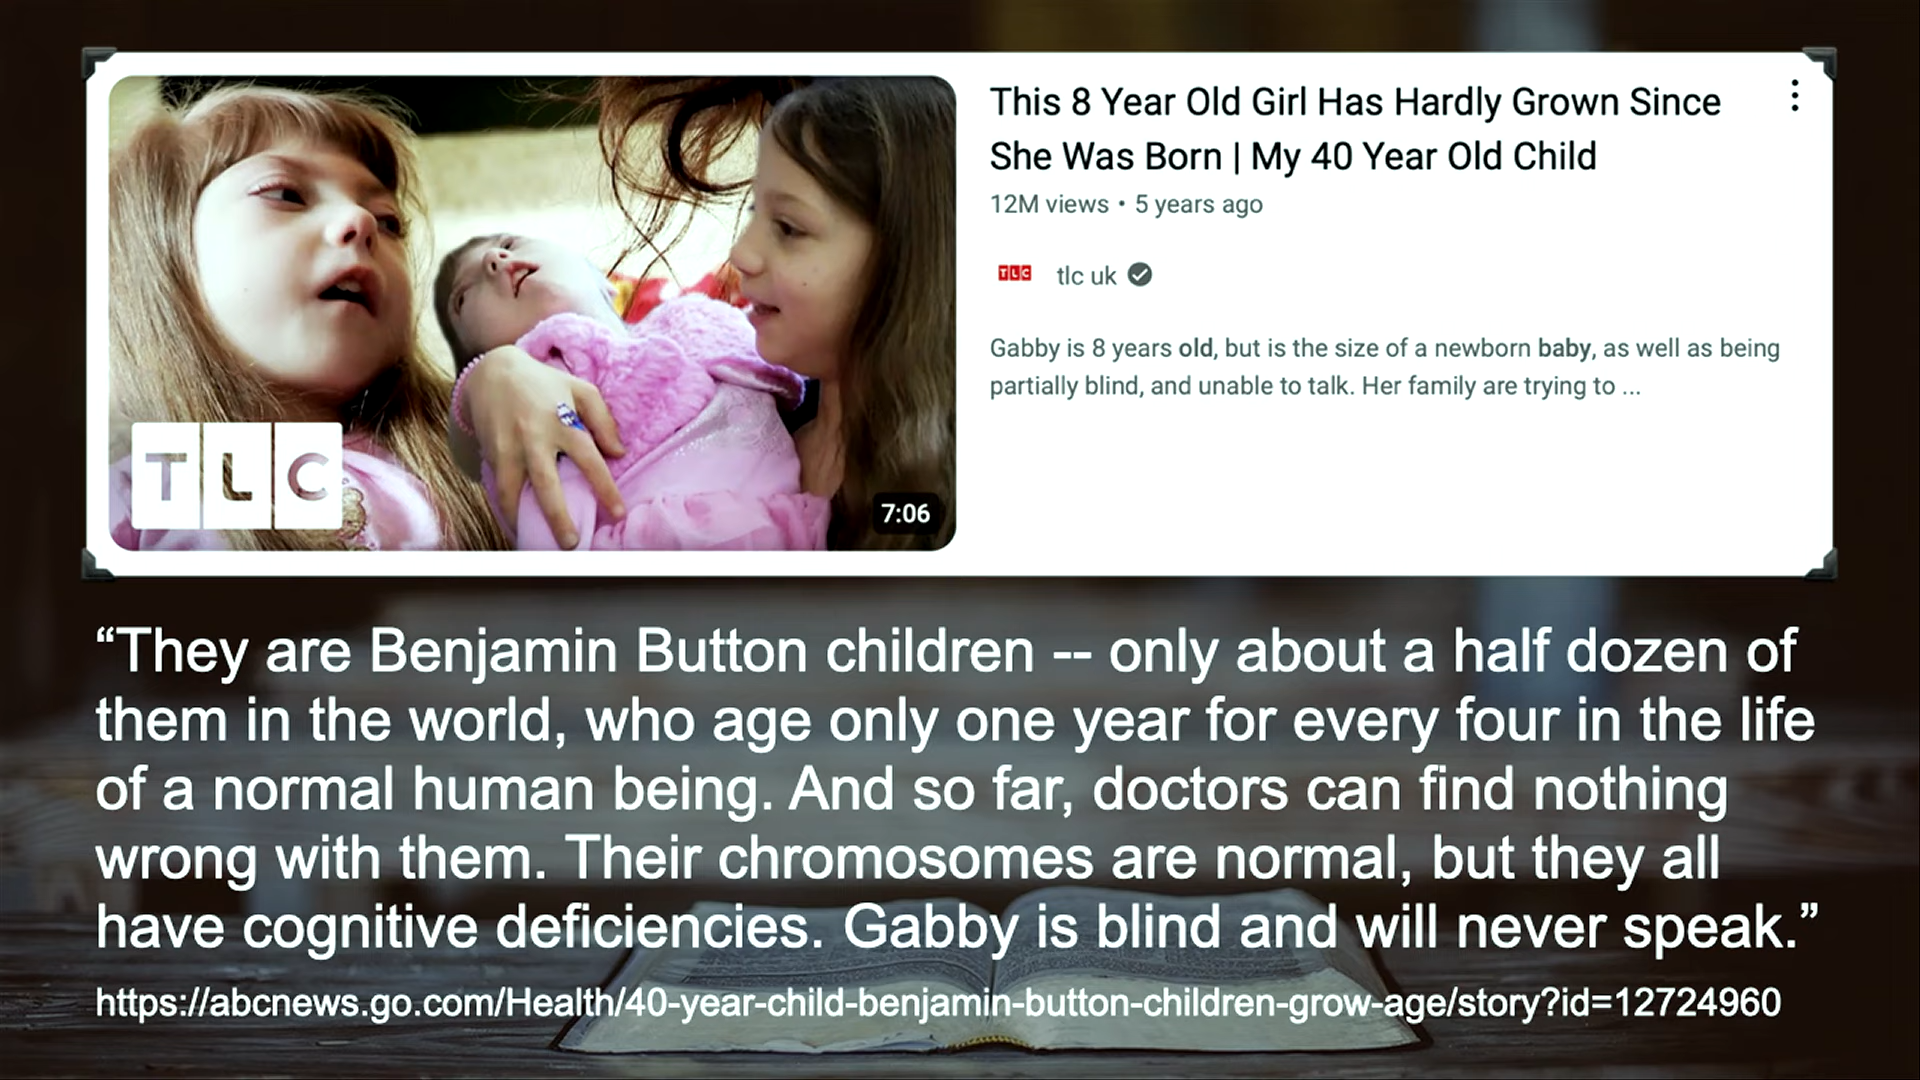 This 8 Year Old Girl Has Hardly Grown Since
She Was Born | My 40 Year Old Child
12M views • 5 years ago
TLC
tlc uk
Gabby is 8 years old, but is the size of a newborn baby, as well as being
partially blind, and unable to talk. Her family are trying to ...
TLC
7:06
“They are Benjamin Button children -- only about a half dozen of
them in the world, who age only one year for every four in the life
of a normal human being. And so far, doctors can find nothing
wrong with them. Their chromosomes are normal, but they all
have cognitive deficiencies. Gabby is blind and will never speak.”
https://abcnews.go.com/Health/40-year-child-benjamin-button-children-grow-age/story?id=12724960